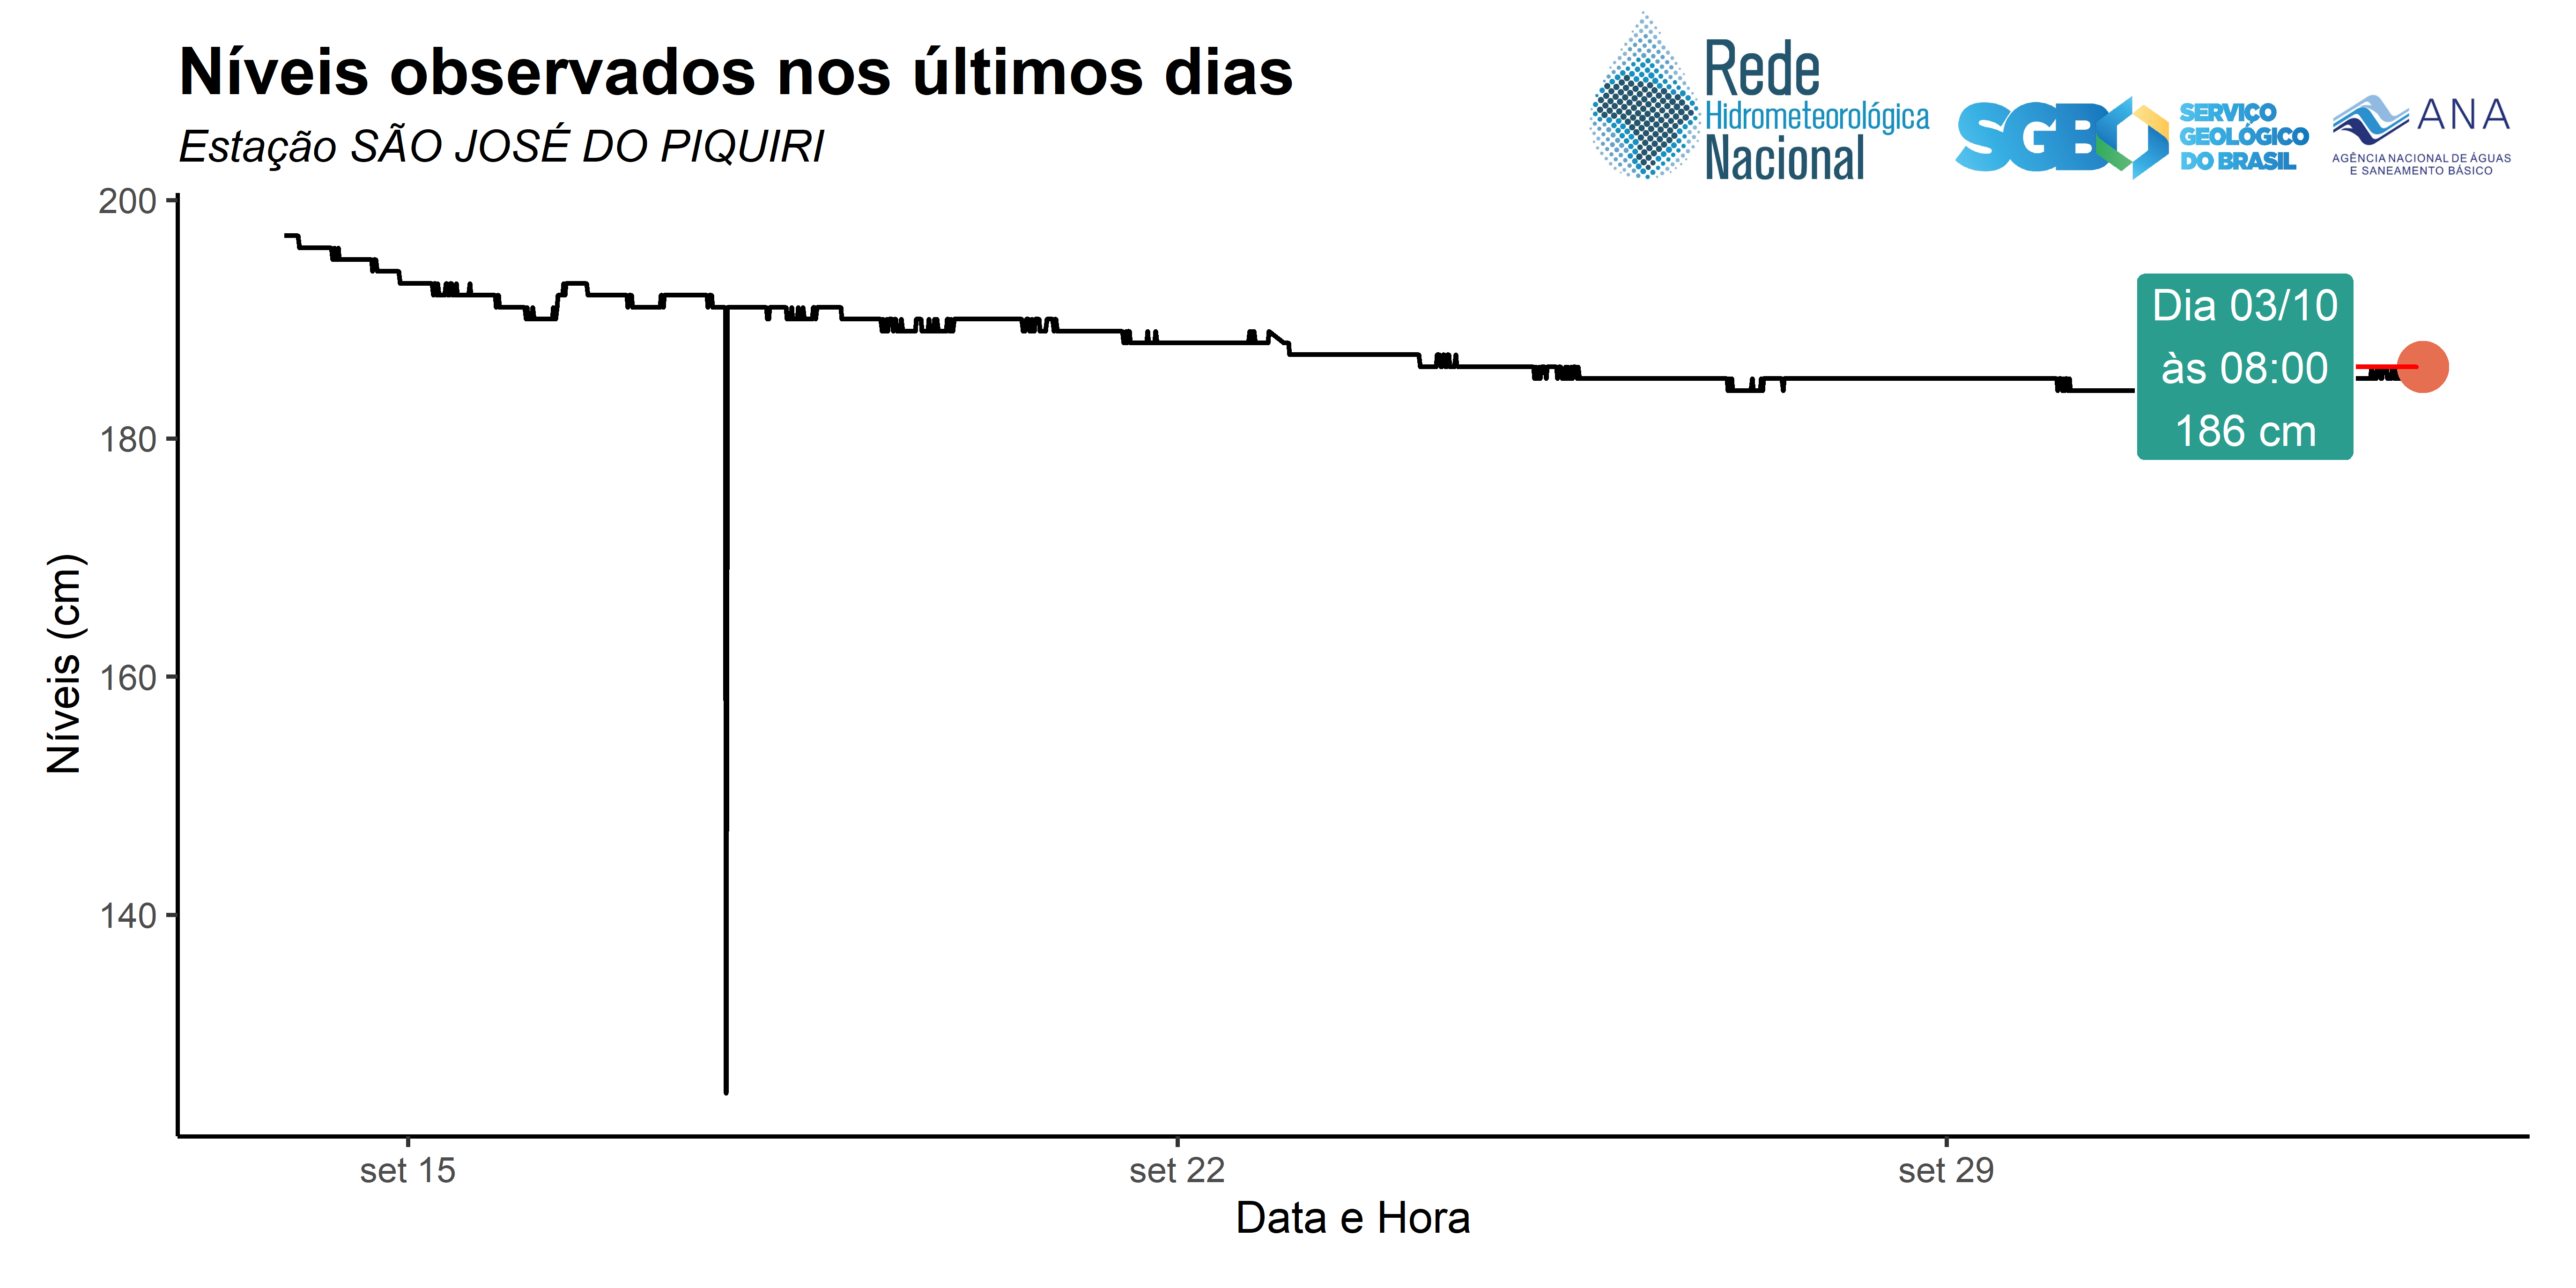 Níveis observados nos últimos dias
Estação SÃO JOSÉ DO PIQUIRI
Rede
Hidrometeorológica
Nacional
SGB
SERVIÇO
GEOLÓGICO
DO BRASIL
ANA
AGÊNCIA NACIONAL DE ÁGUAS
E SANEAMENTO BÁSICO
200
180
160
140
Níveis (cm)
Dia 03/10
às 08:00
186 cm
set 15
set 22
set 29
Data e Hora